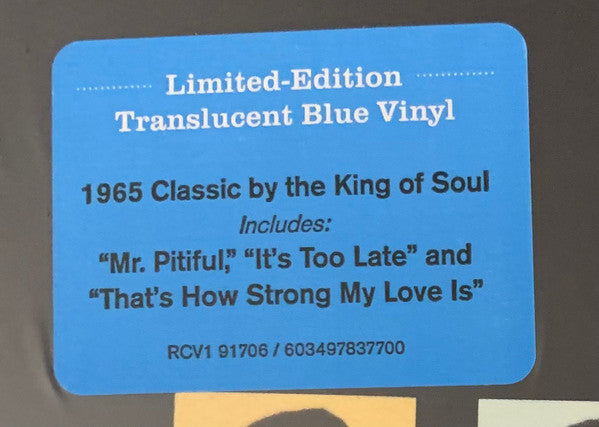 Limited-Edition
Translucent Blue Vinyl
1965 Classic by the King of Soul
Includes:
“Mr. Pitiful,” “It’s Too Late” and
“That’s How Strong My Love Is”
RCV1 91706 / 603497837700